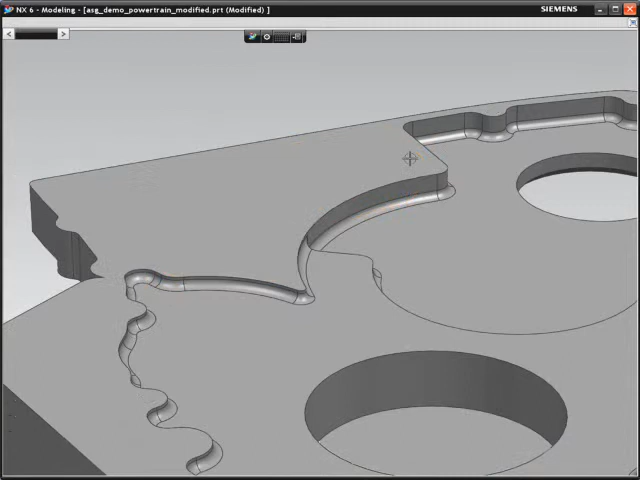 NX 6 - Modeling - [asg_demo_powertrain_modified.prt (Modified) ]
SIEMENS